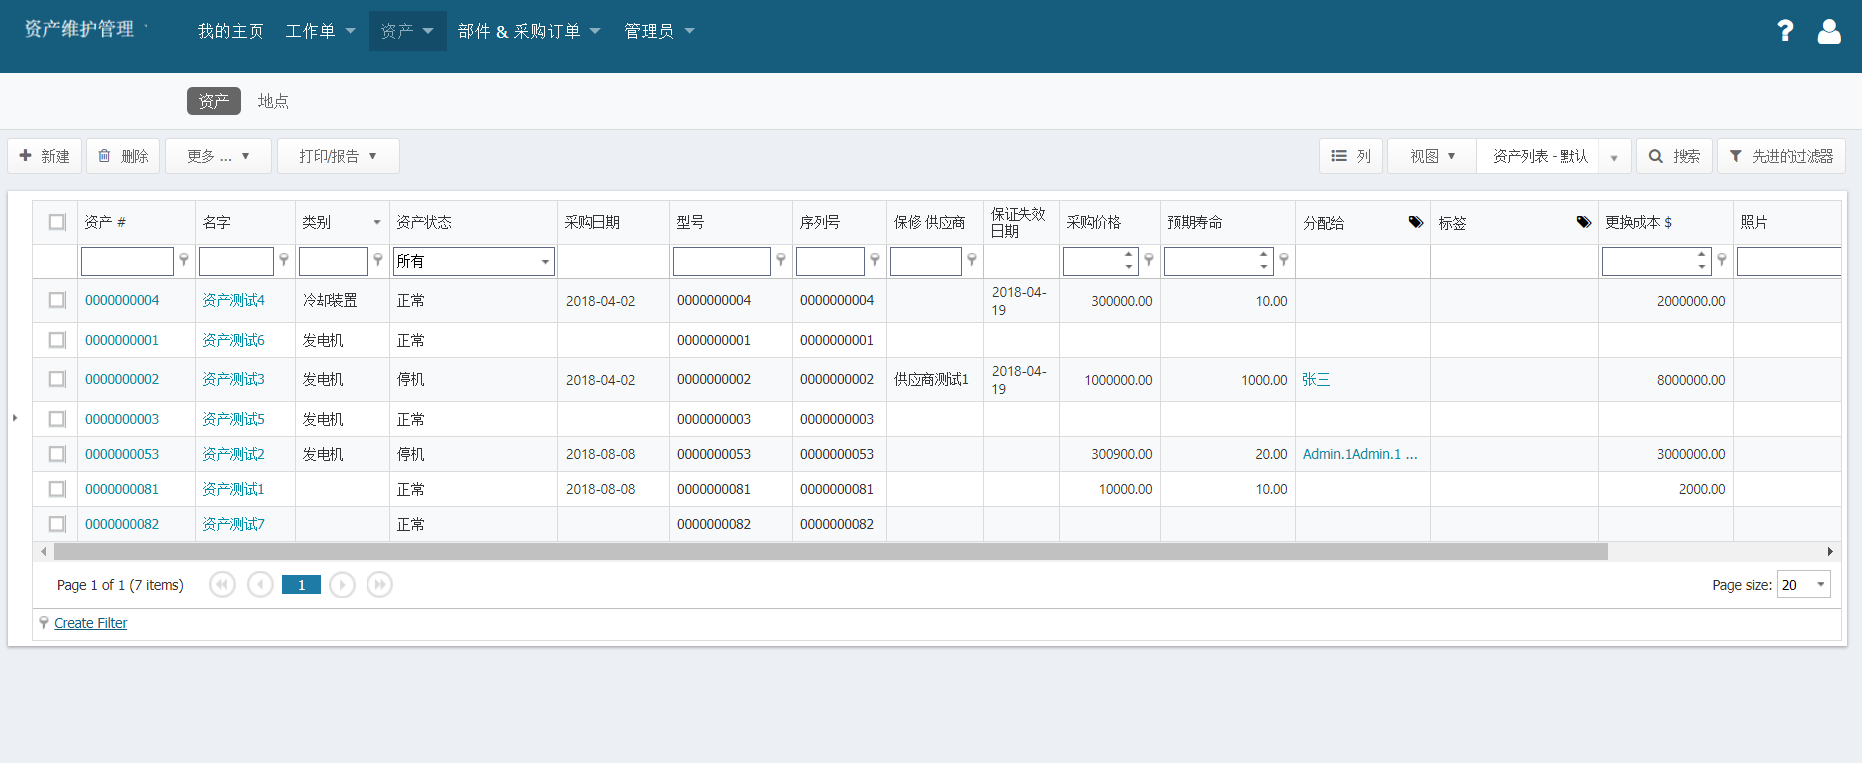 资产维护管理
我的主页 工作单 资产 部件 & 采购订单 管理员
资产 地点
新建 删除 更多 ... 打印/报告 列 视图 资产列表 - 默认 搜索 先进的过滤器
资产 # 名字 类别 资产状态 采购日期 型号 序列号 保修 供应商 保证失效日期 采购价格 预期寿命 分配给 标签 更换成本 $ 照片
所有
0000000004 资产测试4 冷却装置 正常 2018-04-02 0000000004 0000000004 2018-04-19 300000.00 10.00 2000000.00
0000000001 资产测试6 发电机 正常 0000000001 0000000001
0000000002 资产测试3 发电机 停机 2018-04-02 0000000002 0000000002 供应商测试1 2018-04-19 1000000.00 1000.00 张三 8000000.00
0000000003 资产测试5 发电机 正常 0000000003 0000000003
0000000053 资产测试2 发电机 停机 2018-08-08 0000000053 0000000053 300900.00 20.00 Admin.1Admin.1 ... 3000000.00
0000000081 资产测试1 正常 2018-08-08 0000000081 0000000081 10000.00 10.00 2000.00
0000000082 资产测试7 正常 0000000082 0000000082
Page 1 of 1 (7 items) 1 Page size: 20
Create Filter